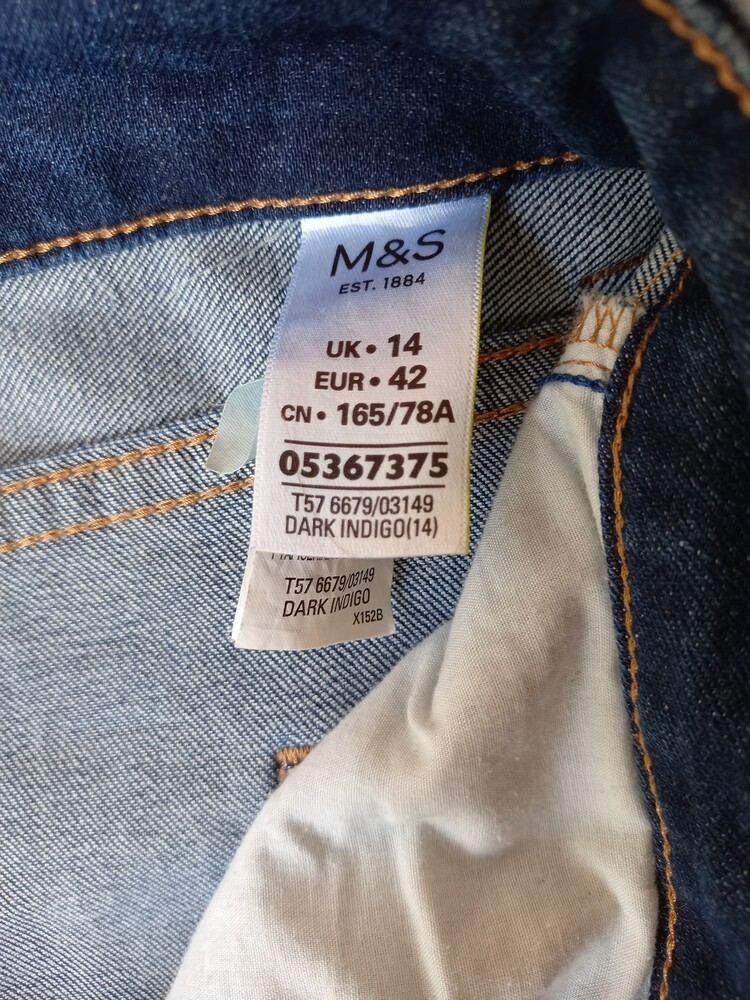 M&S
EST. 1884
UK • 14
EUR • 42
CN • 165/78A
05367375
T57 6679/03149
DARK INDIGO(14)
T57 6679/03149
DARK INDIGO
X152B